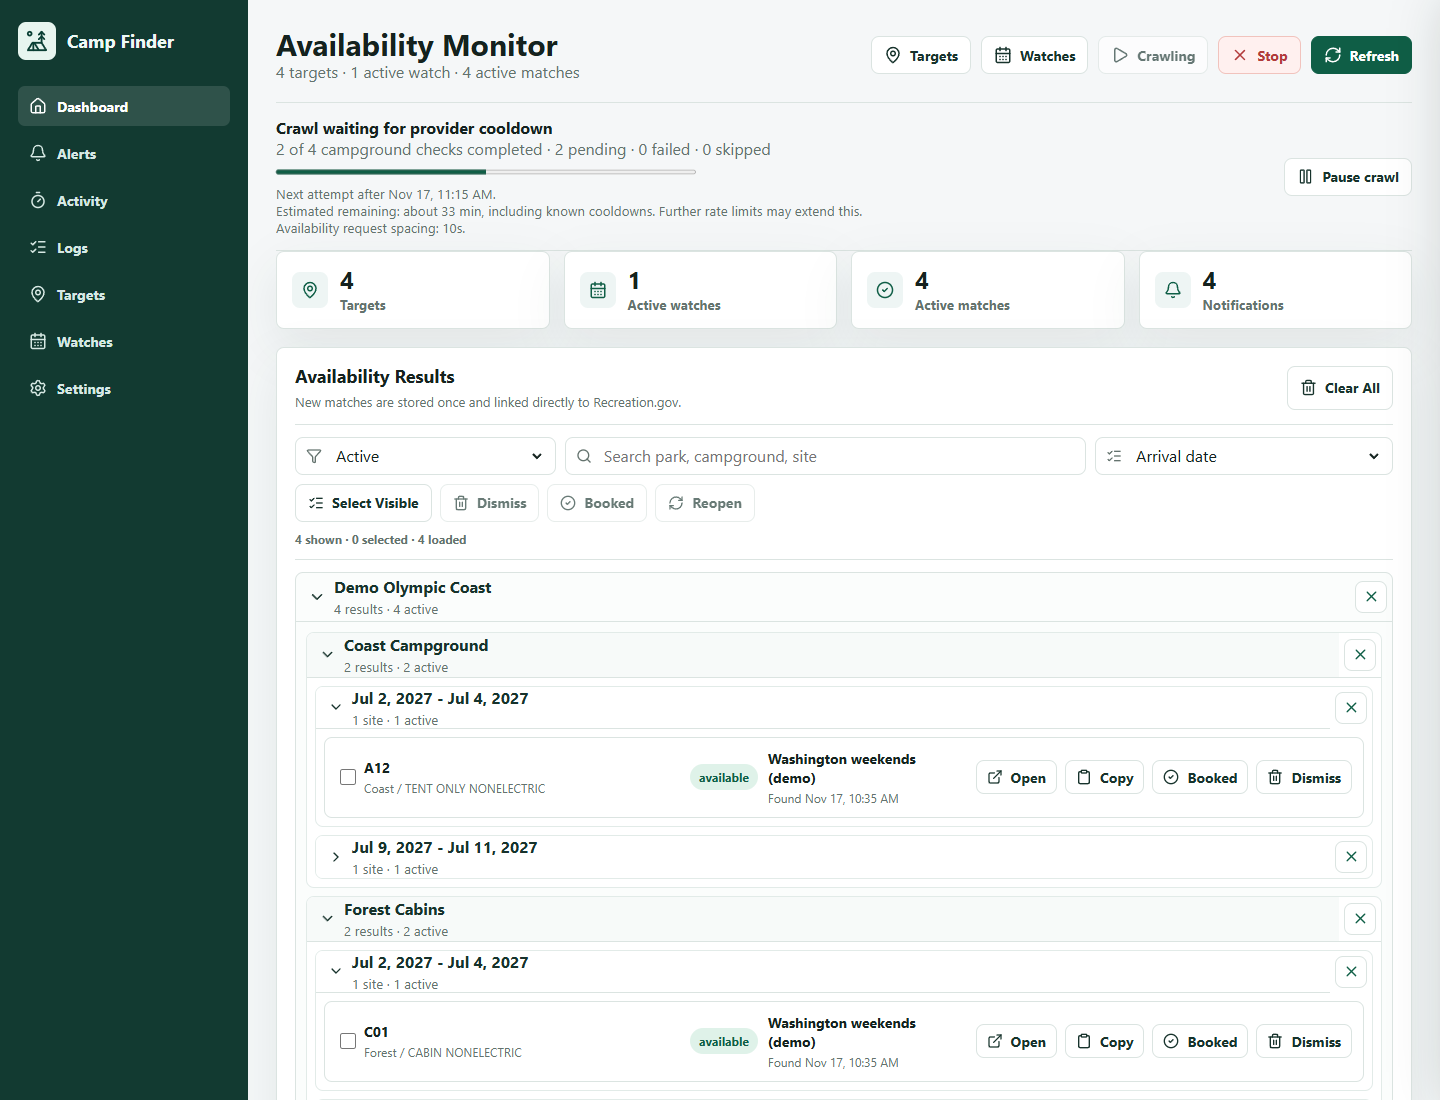 Camp Finder
Dashboard
Alerts
Activity
Logs
Targets
Watches
Settings
Availability Monitor
4 targets · 1 active watch · 4 active matches
Targets
Watches
Crawling
Stop
Refresh
Crawl waiting for provider cooldown
2 of 4 campground checks completed · 2 pending · 0 failed · 0 skipped
Next attempt after Nov 17, 11:15 AM.
Estimated remaining: about 33 min, including known cooldowns. Further rate limits may extend this.
Availability request spacing: 10s.
Pause crawl
4
Targets
1
Active watches
4
Active matches
4
Notifications
Availability Results
New matches are stored once and linked directly to Recreation.gov.
Clear All
Active
Search park, campground, site
Arrival date
Select Visible
Dismiss
Booked
Reopen
4 shown · 0 selected · 4 loaded
Demo Olympic Coast
4 results · 4 active
Coast Campground
2 results · 2 active
Jul 2, 2027 - Jul 4, 2027
1 site · 1 active
A12
Coast / TENT ONLY NONELECTRIC
available
Washington weekends
(demo)
Found Nov 17, 10:35 AM
Open
Copy
Booked
Dismiss
Jul 9, 2027 - Jul 11, 2027
1 site · 1 active
Forest Cabins
2 results · 2 active
Jul 2, 2027 - Jul 4, 2027
1 site · 1 active
C01
Forest / CABIN NONELECTRIC
available
Washington weekends
(demo)
Found Nov 17, 10:35 AM
Open
Copy
Booked
Dismiss